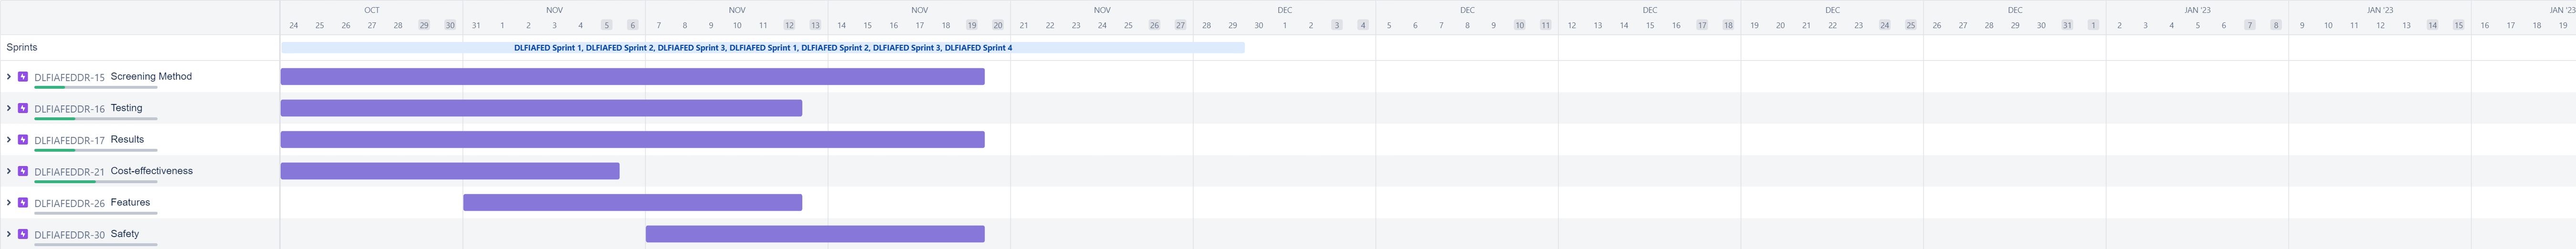 OCT NOV NOV NOV NOV DEC DEC DEC DEC DEC JAN '23 JAN '23 JAN '23
24 25 26 27 28 29 30 31 1 2 3 4 5 6 7 8 9 10 11 12 13 14 15 16 17 18 19 20 21 22 23 24 25 26 27 28 29 30 1 2 3 4 5 6 7 8 9 10 11 12 13 14 15 16 17 18 19 20 21 22 23 24 25 26 27 28 29 30 31 1 2 3 4 5 6 7 8 9 10 11 12 13 14 15 16 17 18 19
Sprints DLFIAFED Sprint 1, DLFIAFED Sprint 2, DLFIAFED Sprint 3, DLFIAFED Sprint 1, DLFIAFED Sprint 2, DLFIAFED Sprint 3, DLFIAFED Sprint 4
DLFIAFEDDR-15 Screening Method
DLFIAFEDDR-16 Testing
DLFIAFEDDR-17 Results
DLFIAFEDDR-21 Cost-effectiveness
DLFIAFEDDR-26 Features
DLFIAFEDDR-30 Safety